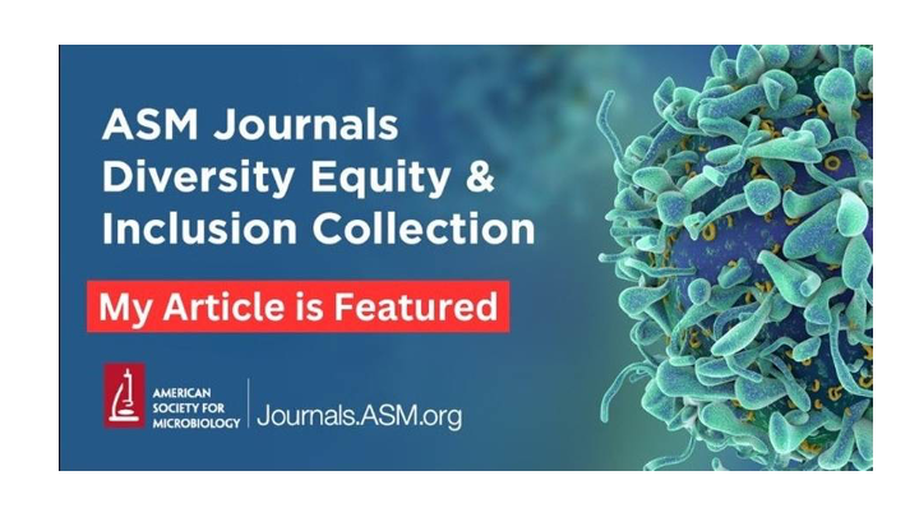 ASM Journals
Diversity Equity &
Inclusion Collection
My Article is Featured
AMERICAN
SOCIETY FOR
MICROBIOLOGY
Journals.ASM.org